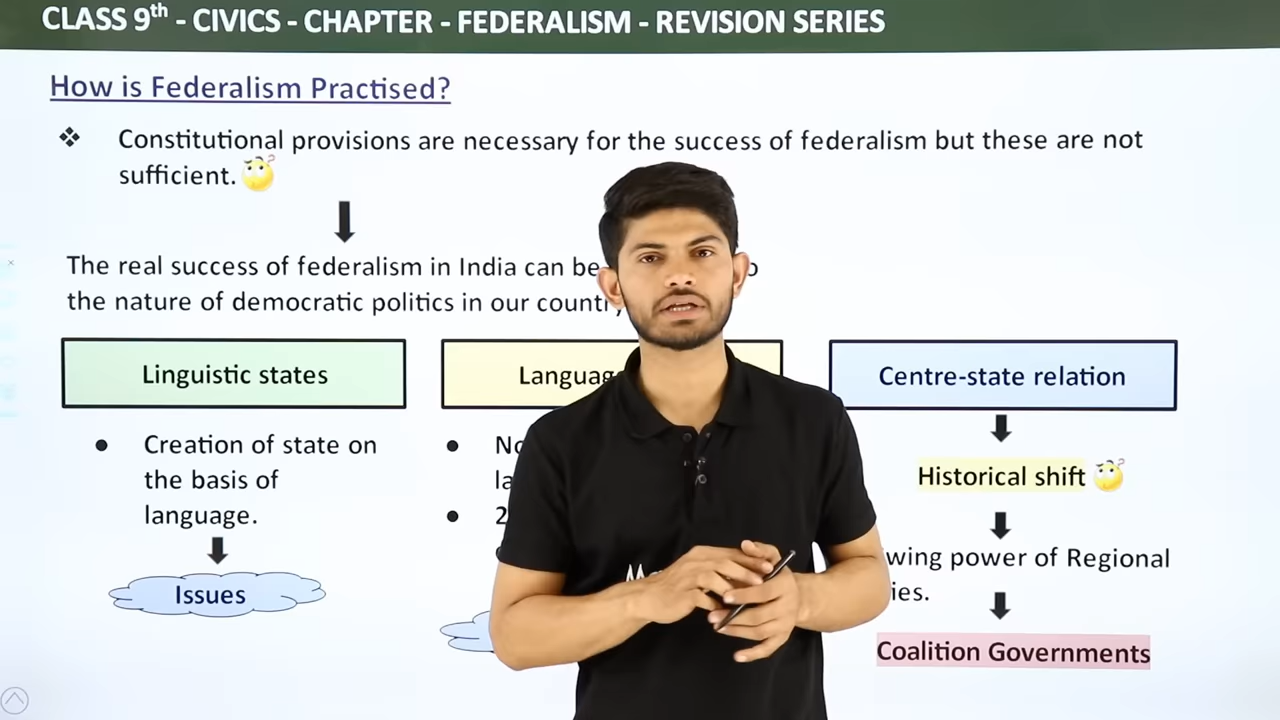 CLASS 9th - CIVICS - CHAPTER - FEDERALISM - REVISION SERIES
How is Federalism Practised?
❖ Constitutional provisions are necessary for the success of federalism but these are not
sufficient.
The real success of federalism in India can be
the nature of democratic politics in our
Linguistic states
Centre-state relation
• Creation of state on
the basis of
language.
Issues
Historical shift
power of Regional
Coalition Governments